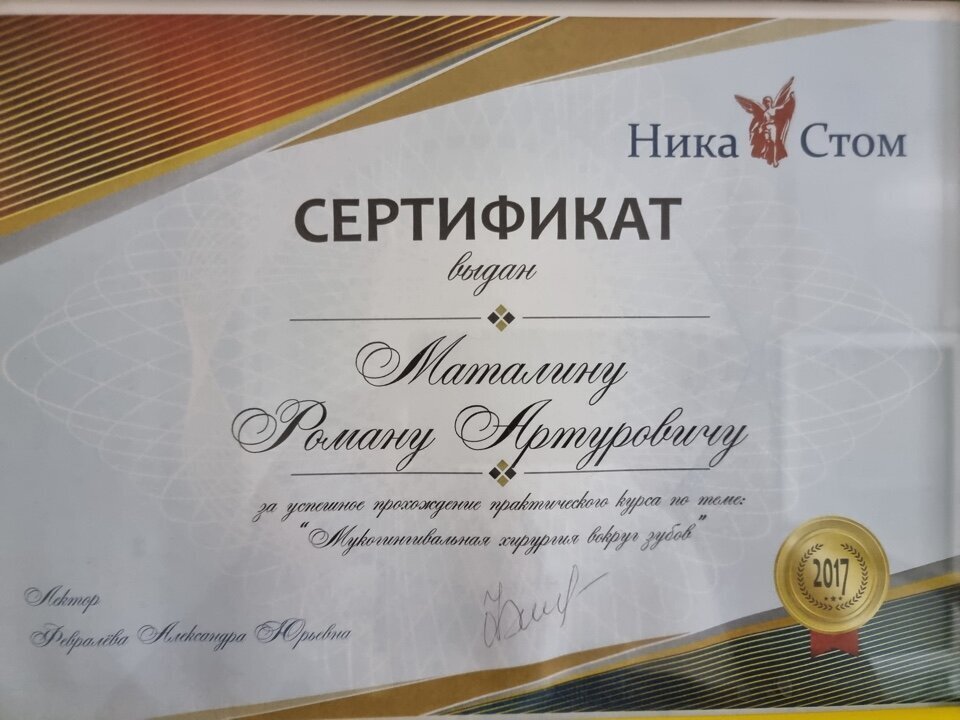 Ника Стом
СЕРТИФИКАТ
выдан
Маталину
Роману Артуровичу
за успешное прохождение практического курса по теме:
“Мукогингивальная хирургия вокруг зубов”
2017
Лектор
Февралёва Александра Юрьевна